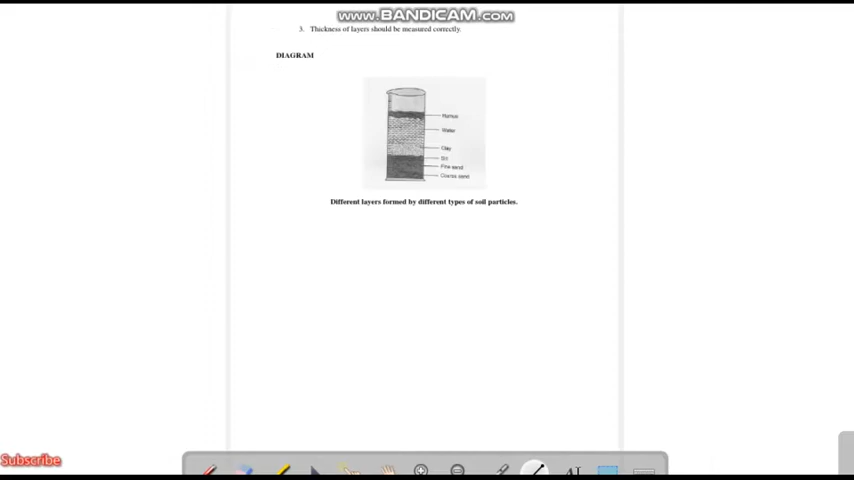 www.BANDICAM.com
3. Thickness of layers should be measured correctly.
DIAGRAM
Humus
Water
Clay
Silt
Fine sand
Coarse sand
Different layers formed by different types of soil particles.
Subscribe